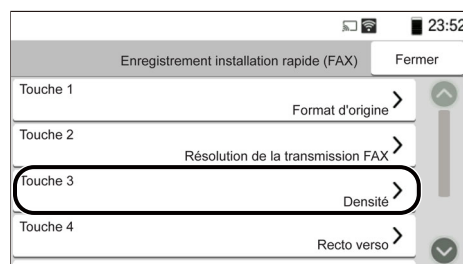 23:52
Enregistrement installation rapide (FAX)
Fermer
Touche 1
Format d'origine
Touche 2
Résolution de la transmission FAX
Touche 3
Densité
Touche 4
Recto verso